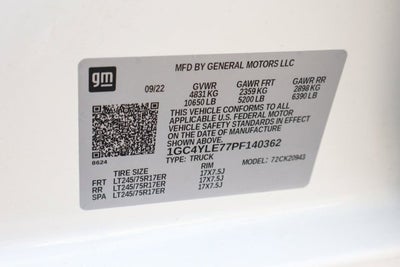 gm
MFD BY GENERAL MOTORS LLC
09/22 GVWR GAWR FRT GAWR RR
4831 KG 2359 KG 2898 KG
10650 LB 5200 LB 6390 LB
THIS VEHICLE CONFORMS TO ALL
APPLICABLE U.S. FEDERAL MOTOR
VEHICLE SAFETY STANDARDS IN EFFECT ON
THE DATE OF MANUFACTURE SHOWN ABOVE.
1GC4YLE77PF140362
8624 TYPE: TRUCK MODEL: 72CK20943
TIRE SIZE RIM
FRT LT245/75R17ER 17X7.5J
RR LT245/75R17ER 17X7.5J
SPA LT245/75R17ER 17X7.5J